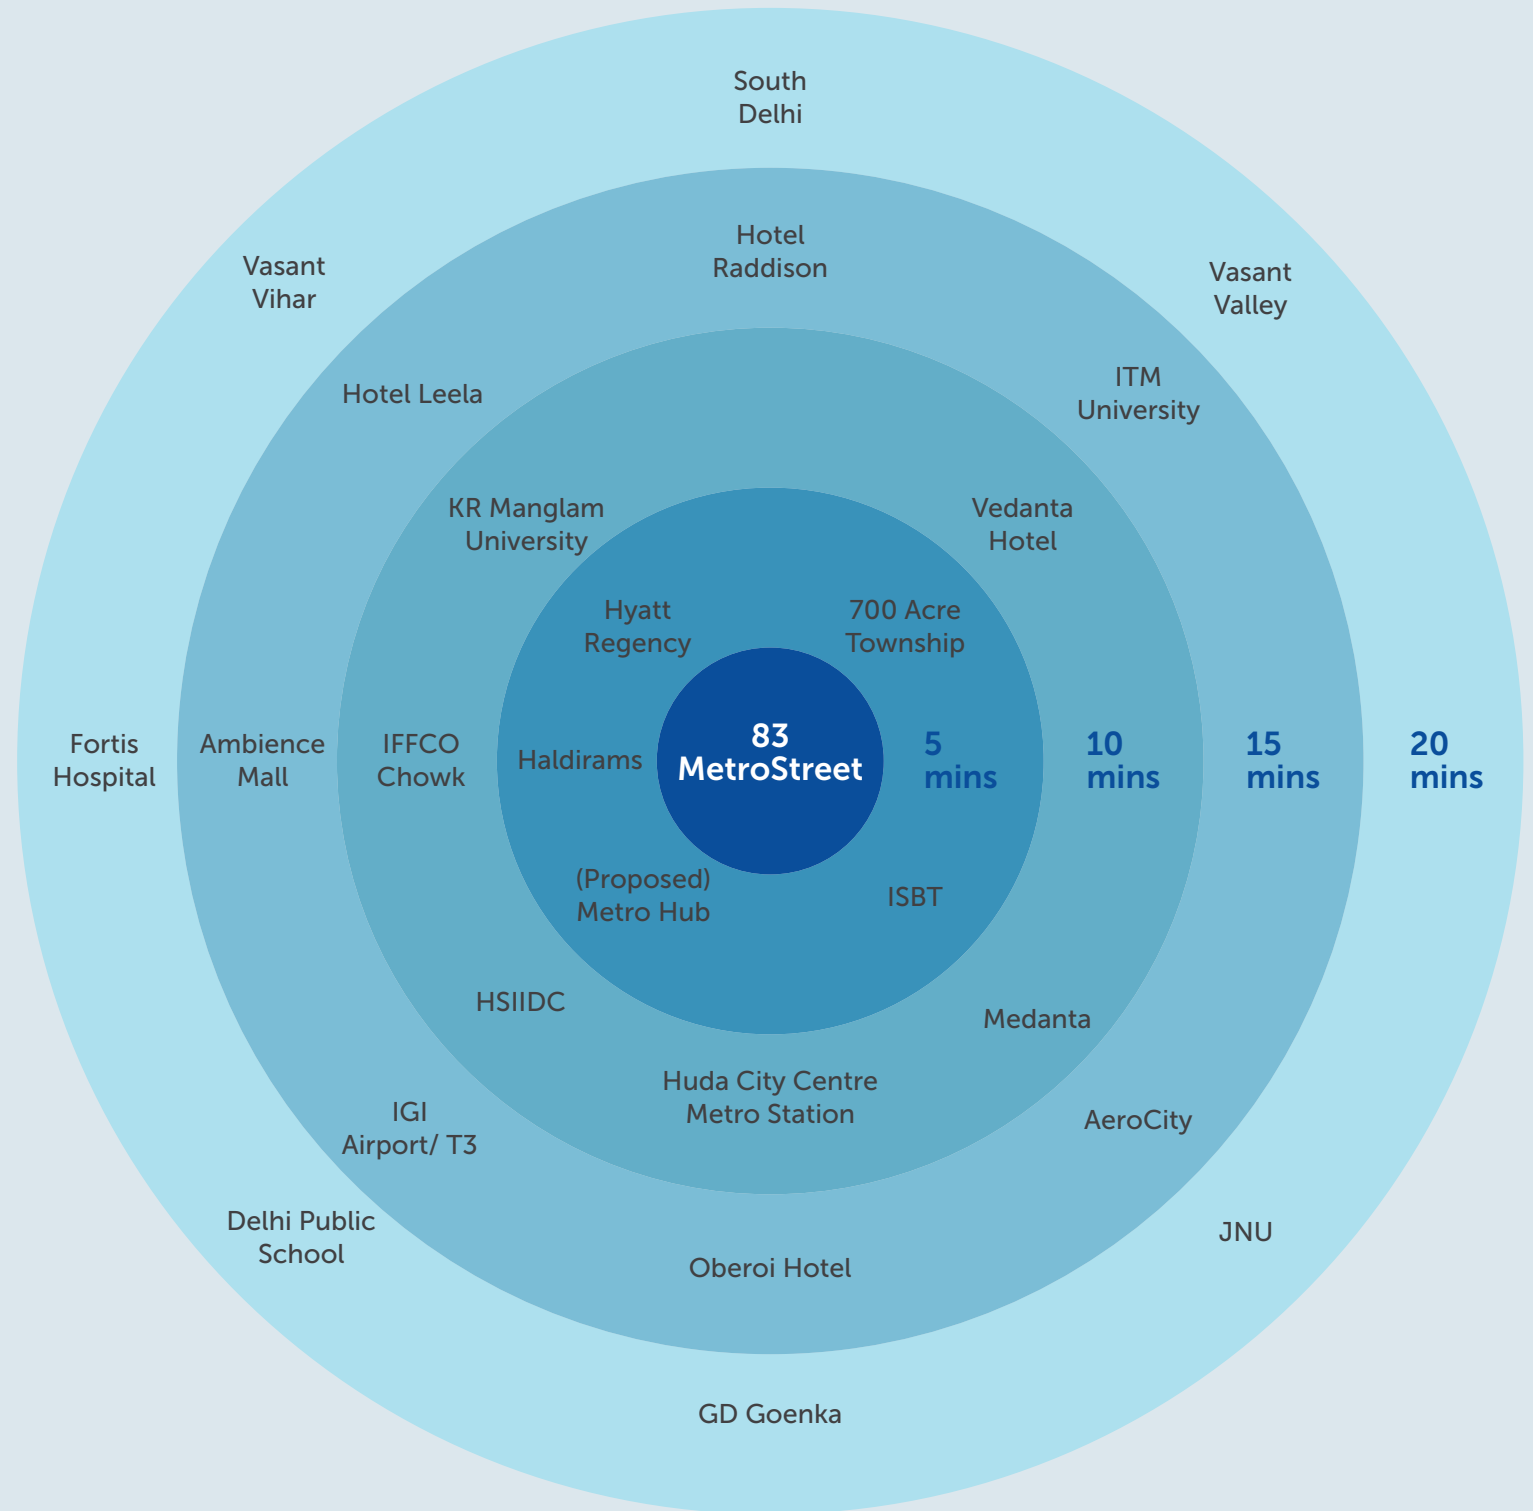 South
Delhi
Hotel
Raddison
Vasant
Vihar
Vasant
Valley
Hotel Leela
ITM
University
KR Manglam
University
Vedanta
Hotel
Hyatt
Regency
700 Acre
Township
Fortis
Hospital
Ambience
Mall
IFFCO
Chowk
Haldirams
83
MetroStreet
5
mins
10
mins
15
mins
20
mins
(Proposed)
Metro Hub
ISBT
HSIIDC
Medanta
Huda City Centre
Metro Station
IGI
Airport/ T3
AeroCity
Delhi Public
School
JNU
Oberoi Hotel
GD Goenka